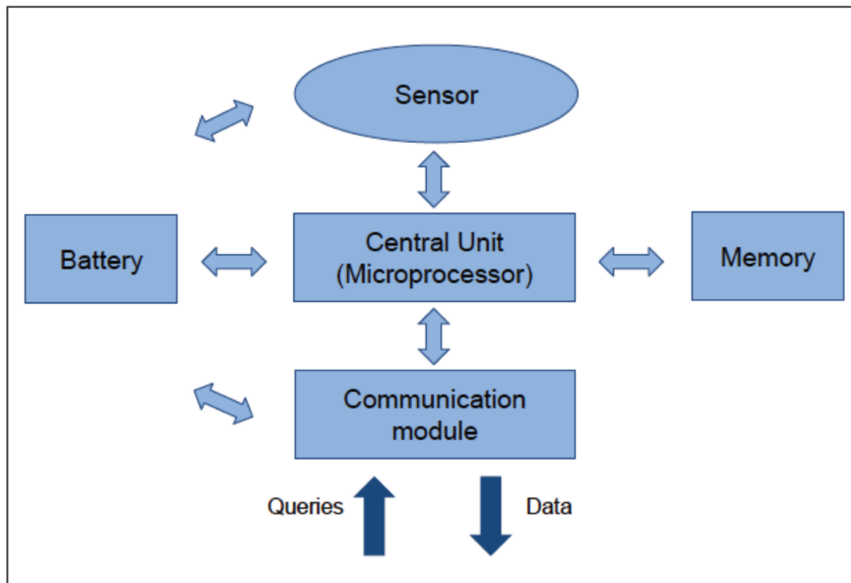 Sensor
Battery
Central Unit
(Microprocessor)
Memory
Communication
module
Queries
Data